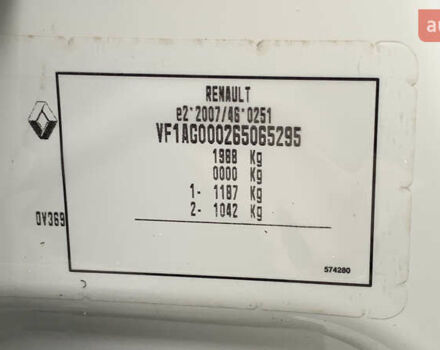 RENAULT
e2*2007/46*0251
VF1AG000265065295
1988 Kg
0000 Kg
1- 1187 Kg
2- 1042 Kg
0V369
574280